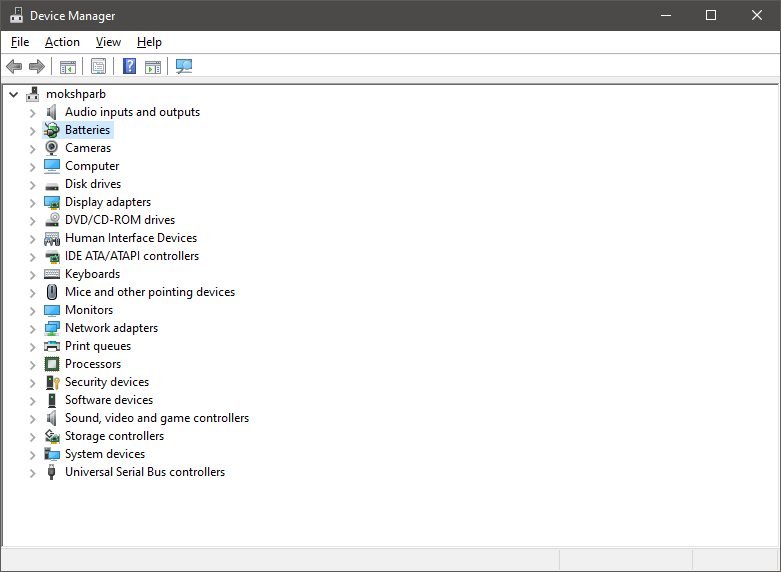 Device Manager
File Action View Help
mokshparb
Audio inputs and outputs
Batteries
Cameras
Computer
Disk drives
Display adapters
DVD/CD-ROM drives
Human Interface Devices
IDE ATA/ATAPI controllers
Keyboards
Mice and other pointing devices
Monitors
Network adapters
Print queues
Processors
Security devices
Software devices
Sound, video and game controllers
Storage controllers
System devices
Universal Serial Bus controllers